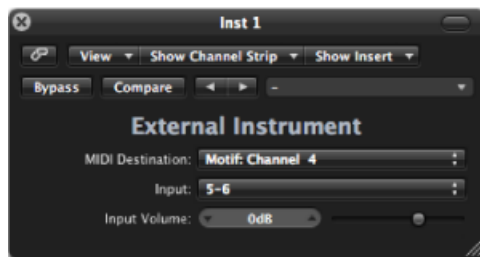 Inst 1
View Show Channel Strip Show Insert
Bypass Compare -
External Instrument
MIDI Destination: Motif: Channel 4
Input: 5-6
Input Volume: 0dB